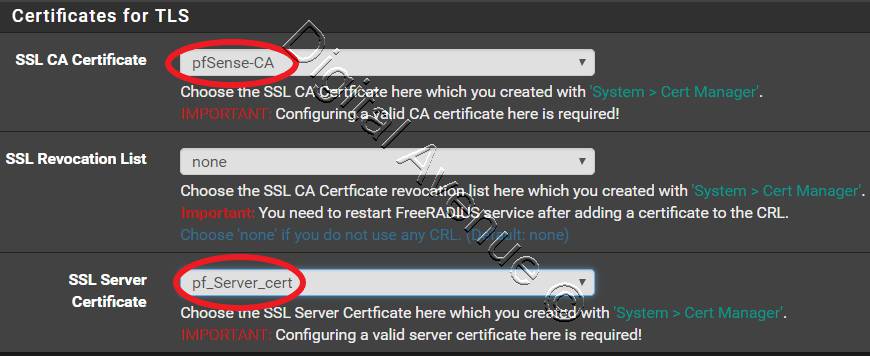 Certificates for TLS
SSL CA Certificate
pfSense-CA
Choose the SSL CA Certficate here which you created with 'System > Cert Manager'.
IMPORTANT: Configuring a valid CA certificate here is required!
SSL Revocation List
none
Choose the SSL CA Certficate revocation list here which you created with 'System > Cert Manager'.
Important: You need to restart FreeRADIUS service after adding a certificate to the CRL.
Choose 'none' if you do not use any CRL. (Default: none)
SSL Server
Certificate
pf_Server_cert
Choose the SSL Server Certficate here which you created with 'System > Cert Manager'.
IMPORTANT: Configuring a valid server certificate here is required!
Digital Avenue ©